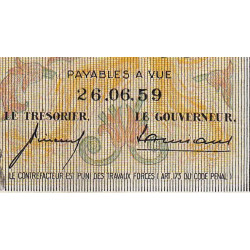 PAYABLES A VUE
26.06.59
LE TRÉSORIER, LE GOUVERNEUR,
LE CONTREFACTEUR EST PUNI DES TRAVAUX FORCÉS (ART. 173 DU CODE PÉNAL)